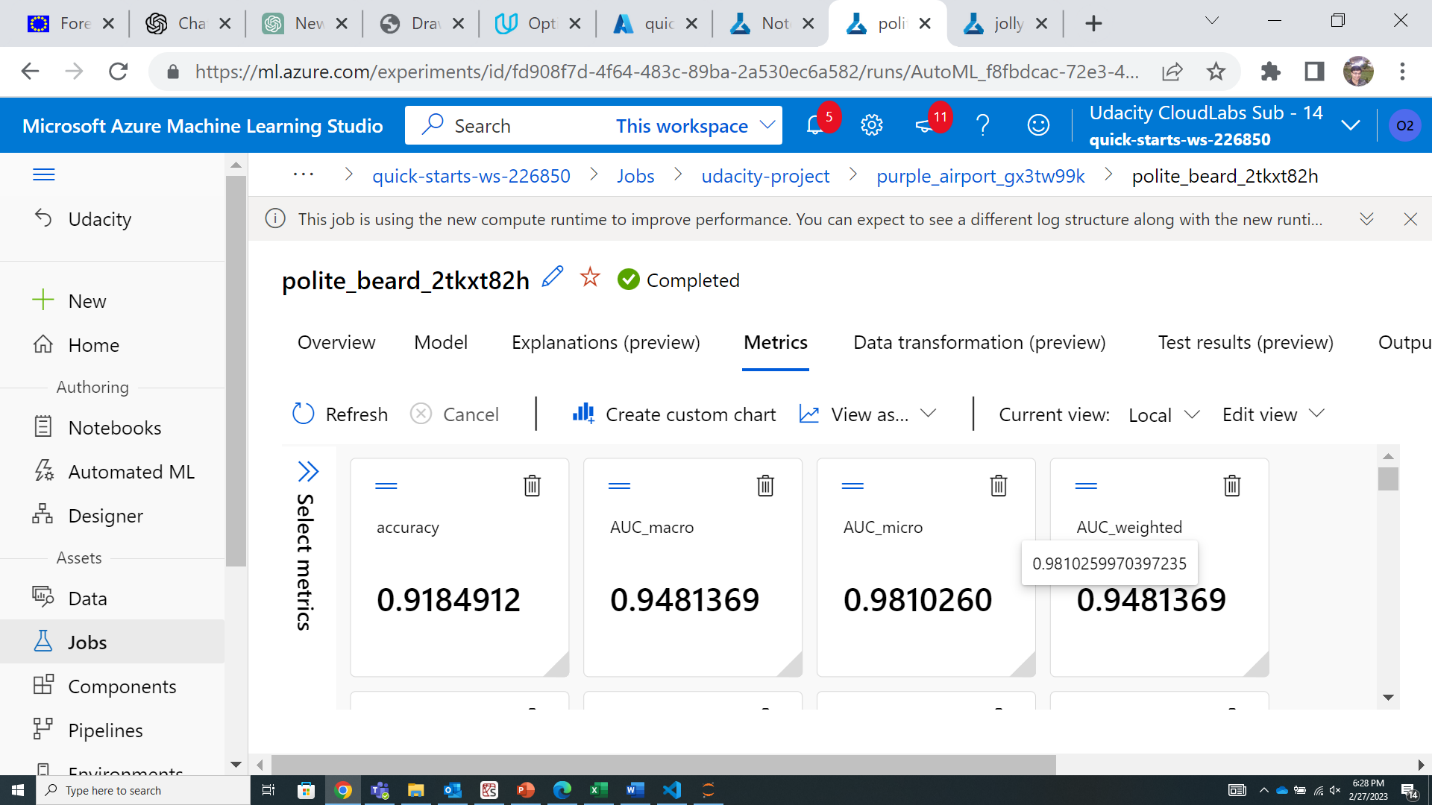 Fore
Cha
New
Draw
Opt
quic
Not
poli
jolly
https://ml.azure.com/experiments/id/fd908f7d-4f64-483c-89ba-2a530ec6a582/runs/AutoML_f8fbdcac-72e3-4...
Microsoft Azure Machine Learning Studio
Search
This workspace
5
11
Udacity CloudLabs Sub - 14
quick-starts-ws-226850
O2
... > quick-starts-ws-226850 > Jobs > udacity-project > purple_airport_gx3tw99k > polite_beard_2tkxt82h
This job is using the new compute runtime to improve performance. You can expect to see a different log structure along with the new runti...
Udacity
New
Home
Authoring
Notebooks
Automated ML
Designer
Assets
Data
Jobs
Components
Pipelines
Environments
polite_beard_2tkxt82h
Completed
Overview
Model
Explanations (preview)
Metrics
Data transformation (preview)
Test results (preview)
Outpu
Refresh
Cancel
Create custom chart
View as...
Current view:
Local
Edit view
Select metrics
accuracy
0.9184912
AUC_macro
0.9481369
AUC_micro
0.9810260
AUC_weighted
0.9810259970397235
0.9481369
Type here to search
6:28 PM
2/27/2023
14